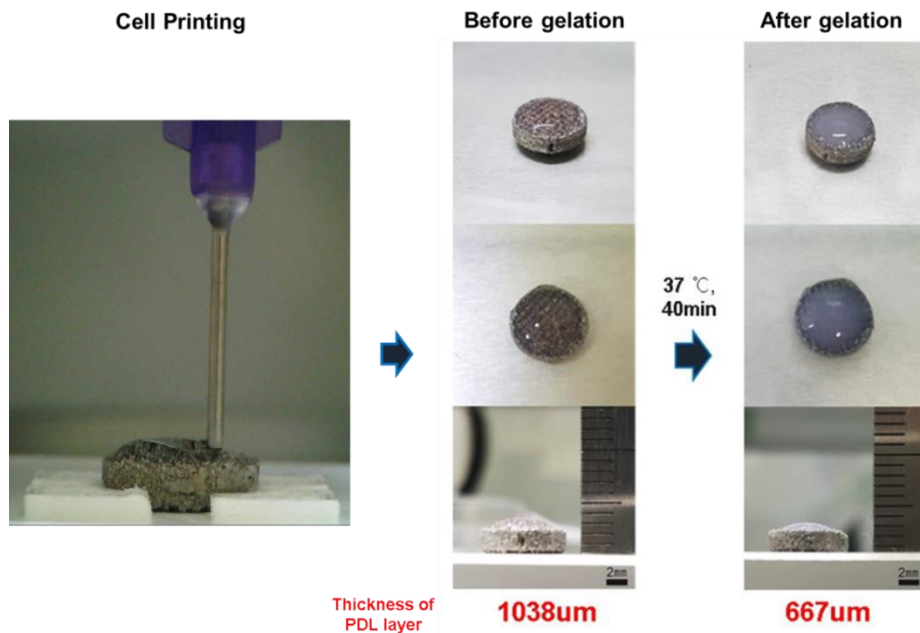 Cell Printing
Before gelation
After gelation
37 ℃,
40min
2mm
2mm
Thickness of
PDL layer
1038um
667um